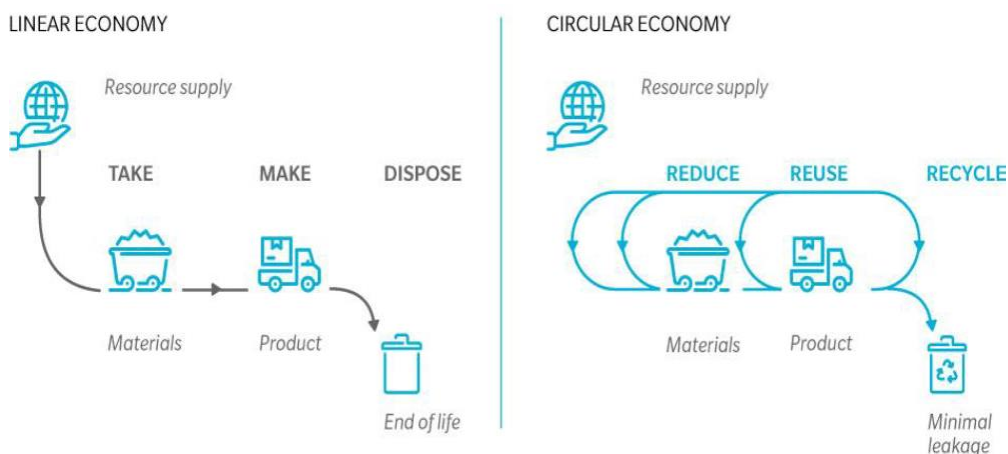 LINEAR ECONOMY
Resource supply
TAKE
MAKE
DISPOSE
Materials
Product
End of life
CIRCULAR ECONOMY
Resource supply
REDUCE
REUSE
RECYCLE
Materials
Product
Minimal
leakage